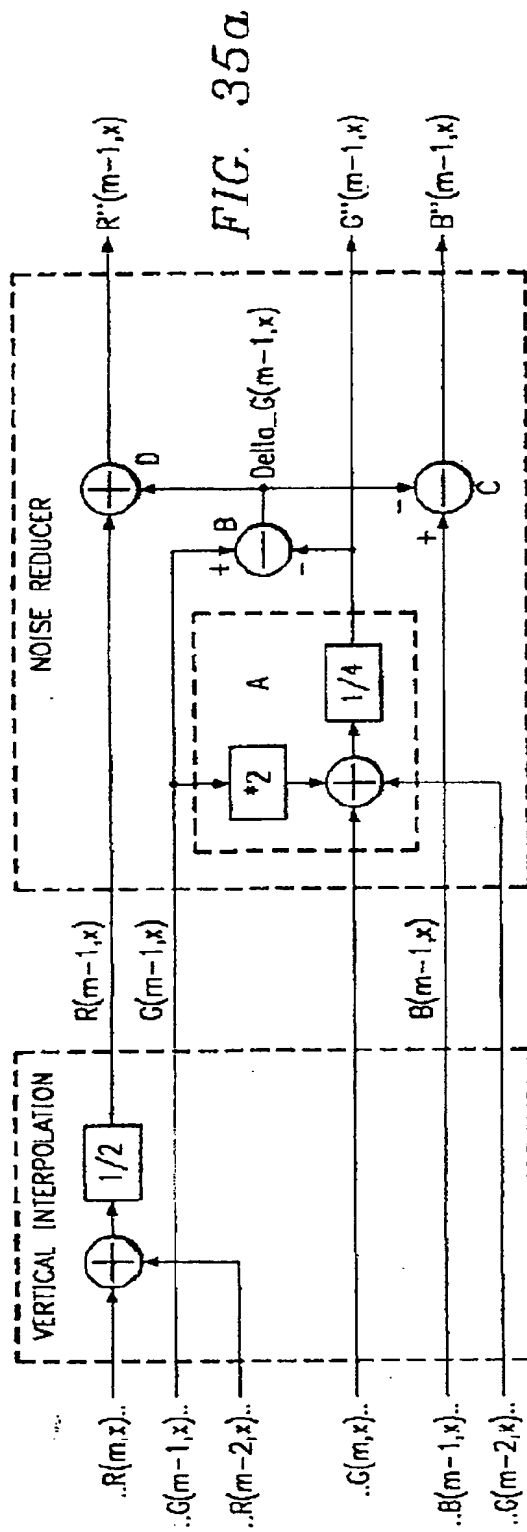 FIG. 35a
VERTICAL INTERPOLATION
NOISE REDUCER
..R(m,x)..
..G(m-1,x)..
..R(m-2,x)..
..G(m,x)..
..B(m-1,x)..
..G(m-2,x)..
+
1/2
R(m-1,x)
G(m-1,x)
B(m-1,x)
A
*2
+
1/4
+
B
−
-
Delta_G(m-1,x)
+
D
+
-
−
C
R"(m-1,x)
G"(m-1,x)
B"(m-1,x)